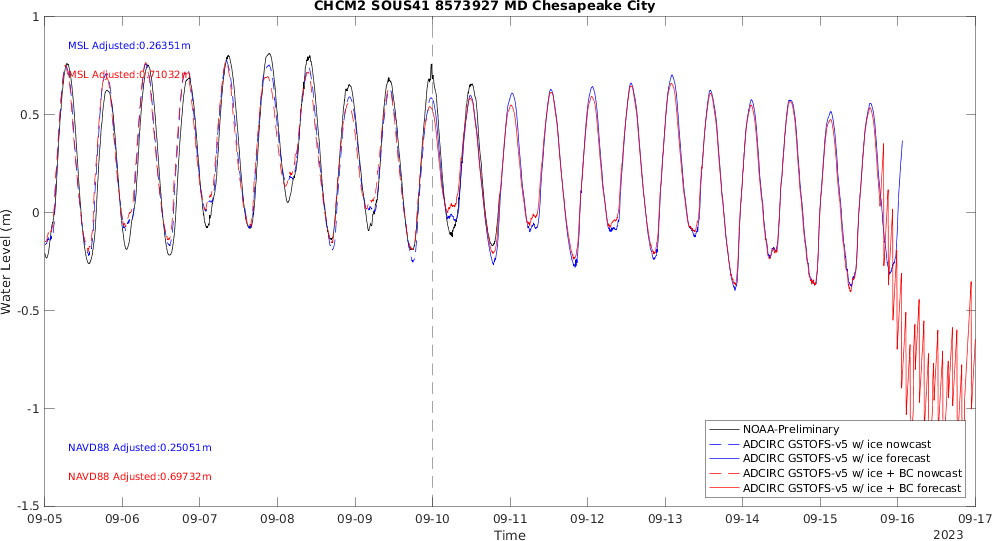 CHCM2 SOUS41 8573927 MD Chesapeake City
1
MSL Adjusted:0.26351m
MSL Adjusted:0.71032m
0.5
0
Water Level (m)
-0.5
-1
NAVD88 Adjusted:0.25051m
NAVD88 Adjusted:0.69732m
-1.5
NOAA-Preliminary
ADCIRC GSTOFS-v5 w/ ice nowcast
ADCIRC GSTOFS-v5 w/ ice forecast
ADCIRC GSTOFS-v5 w/ ice + BC nowcast
ADCIRC GSTOFS-v5 w/ ice + BC forecast
09-05 09-06 09-07 09-08 09-09 09-10 09-11 09-12 09-13 09-14 09-15 09-16 09-17
Time
2023